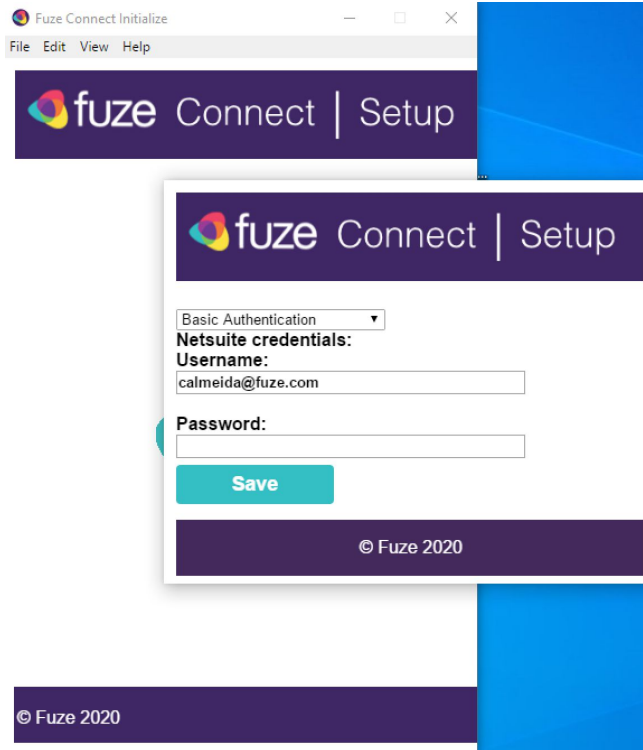 Fuze Connect Initialize
File Edit View Help
fuze Connect | Setup
...
fuze Connect | Setup
Basic Authentication
Netsuite credentials:
Username:
calmeida@fuze.com
Password:
Save
© Fuze 2020
© Fuze 2020